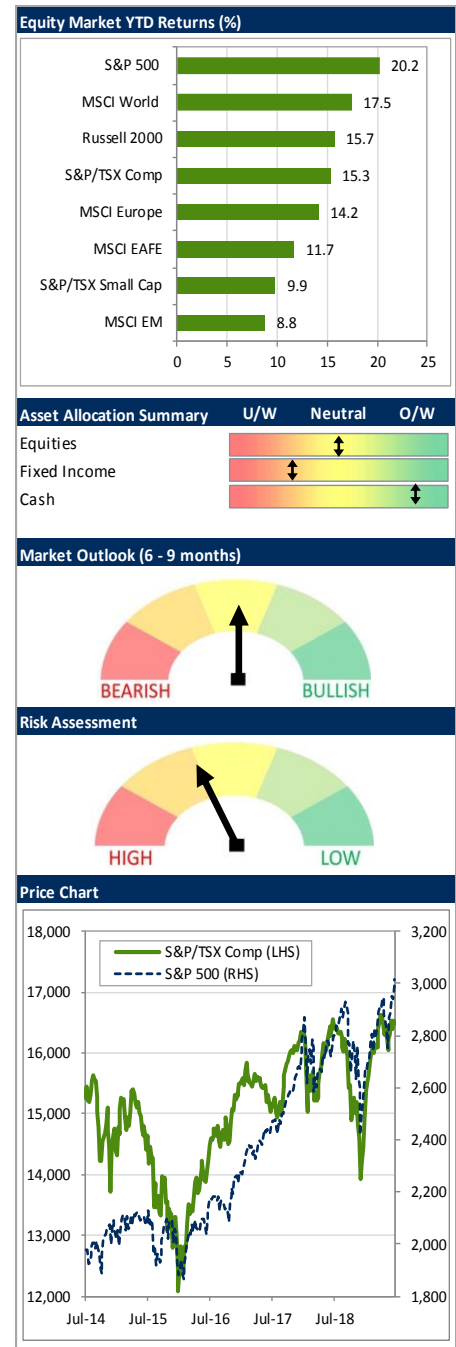 Equity Market YTD Returns (%)
S&P 500 20.2
MSCI World 17.5
Russell 2000 15.7
S&P/TSX Comp 15.3
MSCI Europe 14.2
MSCI EAFE 11.7
S&P/TSX Small Cap 9.9
MSCI EM 8.8
0 5 10 15 20 25
Asset Allocation Summary U/W Neutral O/W
Equities
Fixed Income
Cash
Market Outlook (6 - 9 months)
BEARISH BULLISH
Risk Assessment
HIGH LOW
Price Chart
18,000 3,200
S&P/TSX Comp (LHS)
S&P 500 (RHS)
17,000 3,000
16,000 2,800
15,000 2,600
14,000 2,400
13,000 2,200
12,000 2,000
1,800
Jul-14 Jul-15 Jul-16 Jul-17 Jul-18